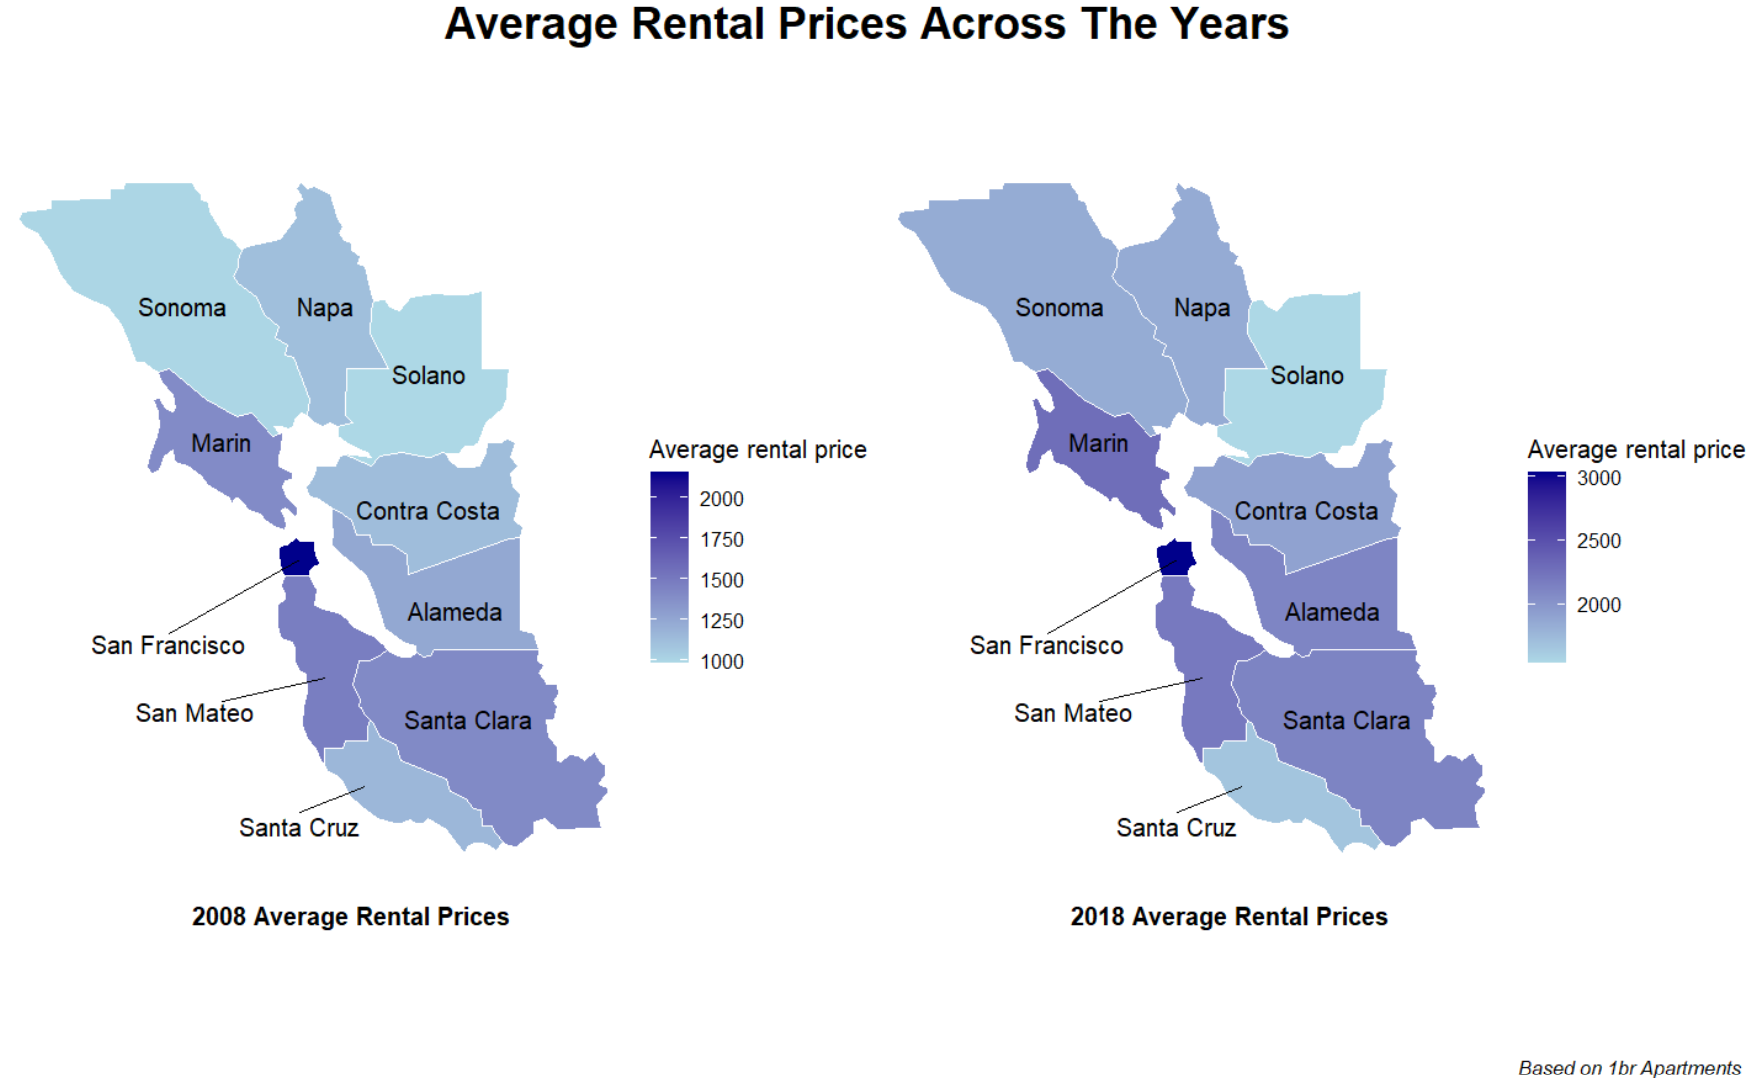 Average Rental Prices Across The Years
Sonoma
Napa
Solano
Marin
Contra Costa
Alameda
San Francisco
San Mateo
Santa Clara
Santa Cruz
Average rental price
2000
1750
1500
1250
1000
2008 Average Rental Prices
Sonoma
Napa
Solano
Marin
Contra Costa
Alameda
San Francisco
San Mateo
Santa Clara
Santa Cruz
Average rental price
3000
2500
2000
2018 Average Rental Prices
Based on 1br Apartments